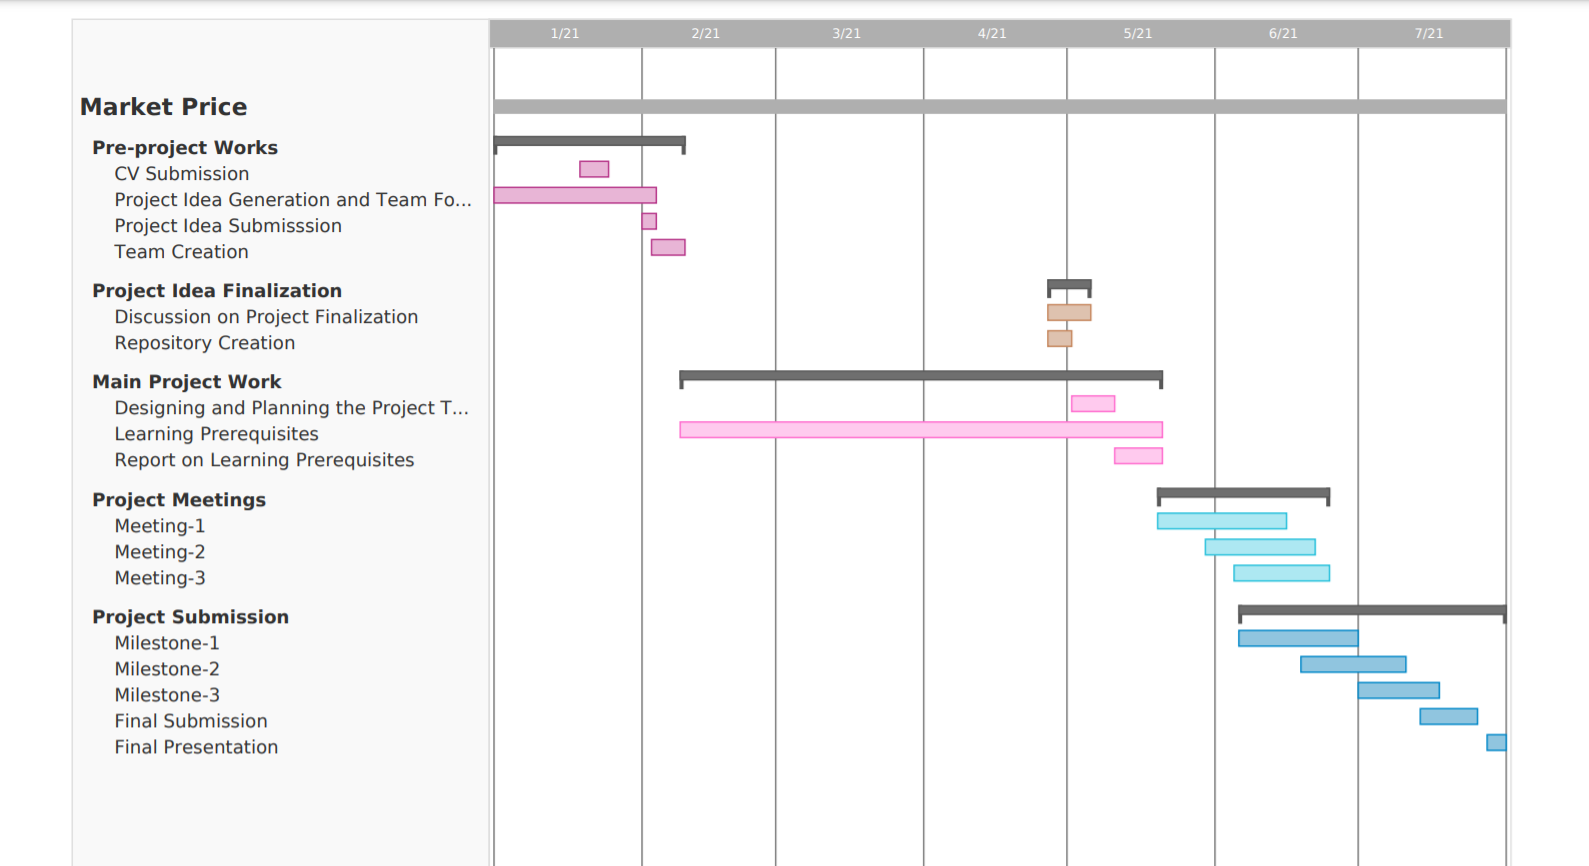 1/21 2/21 3/21 4/21 5/21 6/21 7/21
Market Price
Pre-project Works
CV Submission
Project Idea Generation and Team Fo...
Project Idea Submisssion
Team Creation
Project Idea Finalization
Discussion on Project Finalization
Repository Creation
Main Project Work
Designing and Planning the Project T...
Learning Prerequisites
Report on Learning Prerequisites
Project Meetings
Meeting-1
Meeting-2
Meeting-3
Project Submission
Milestone-1
Milestone-2
Milestone-3
Final Submission
Final Presentation